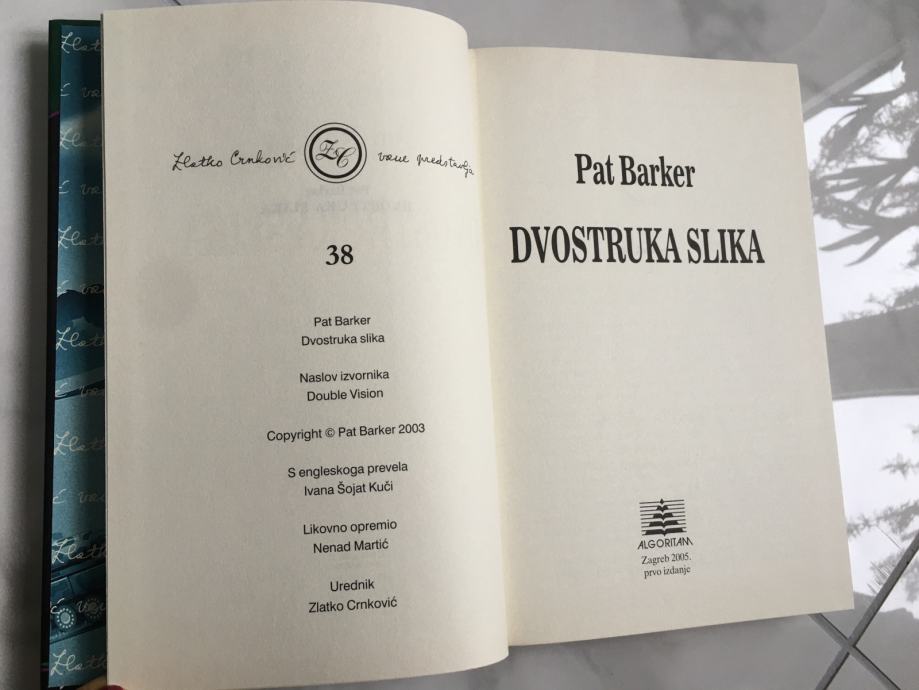 Zlatko Crnković ZC vam predstavlja
38
Pat Barker
Dvostruka slika
Naslov izvornika
Double Vision
Copyright © Pat Barker 2003
S engleskoga prevela
Ivana Šojat Kuči
Likovno opremio
Nenad Martić
Urednik
Zlatko Crnković
Pat Barker
DVOSTRUKA SLIKA
ALGORITAM
Zagreb 2005.
prvo izdanje